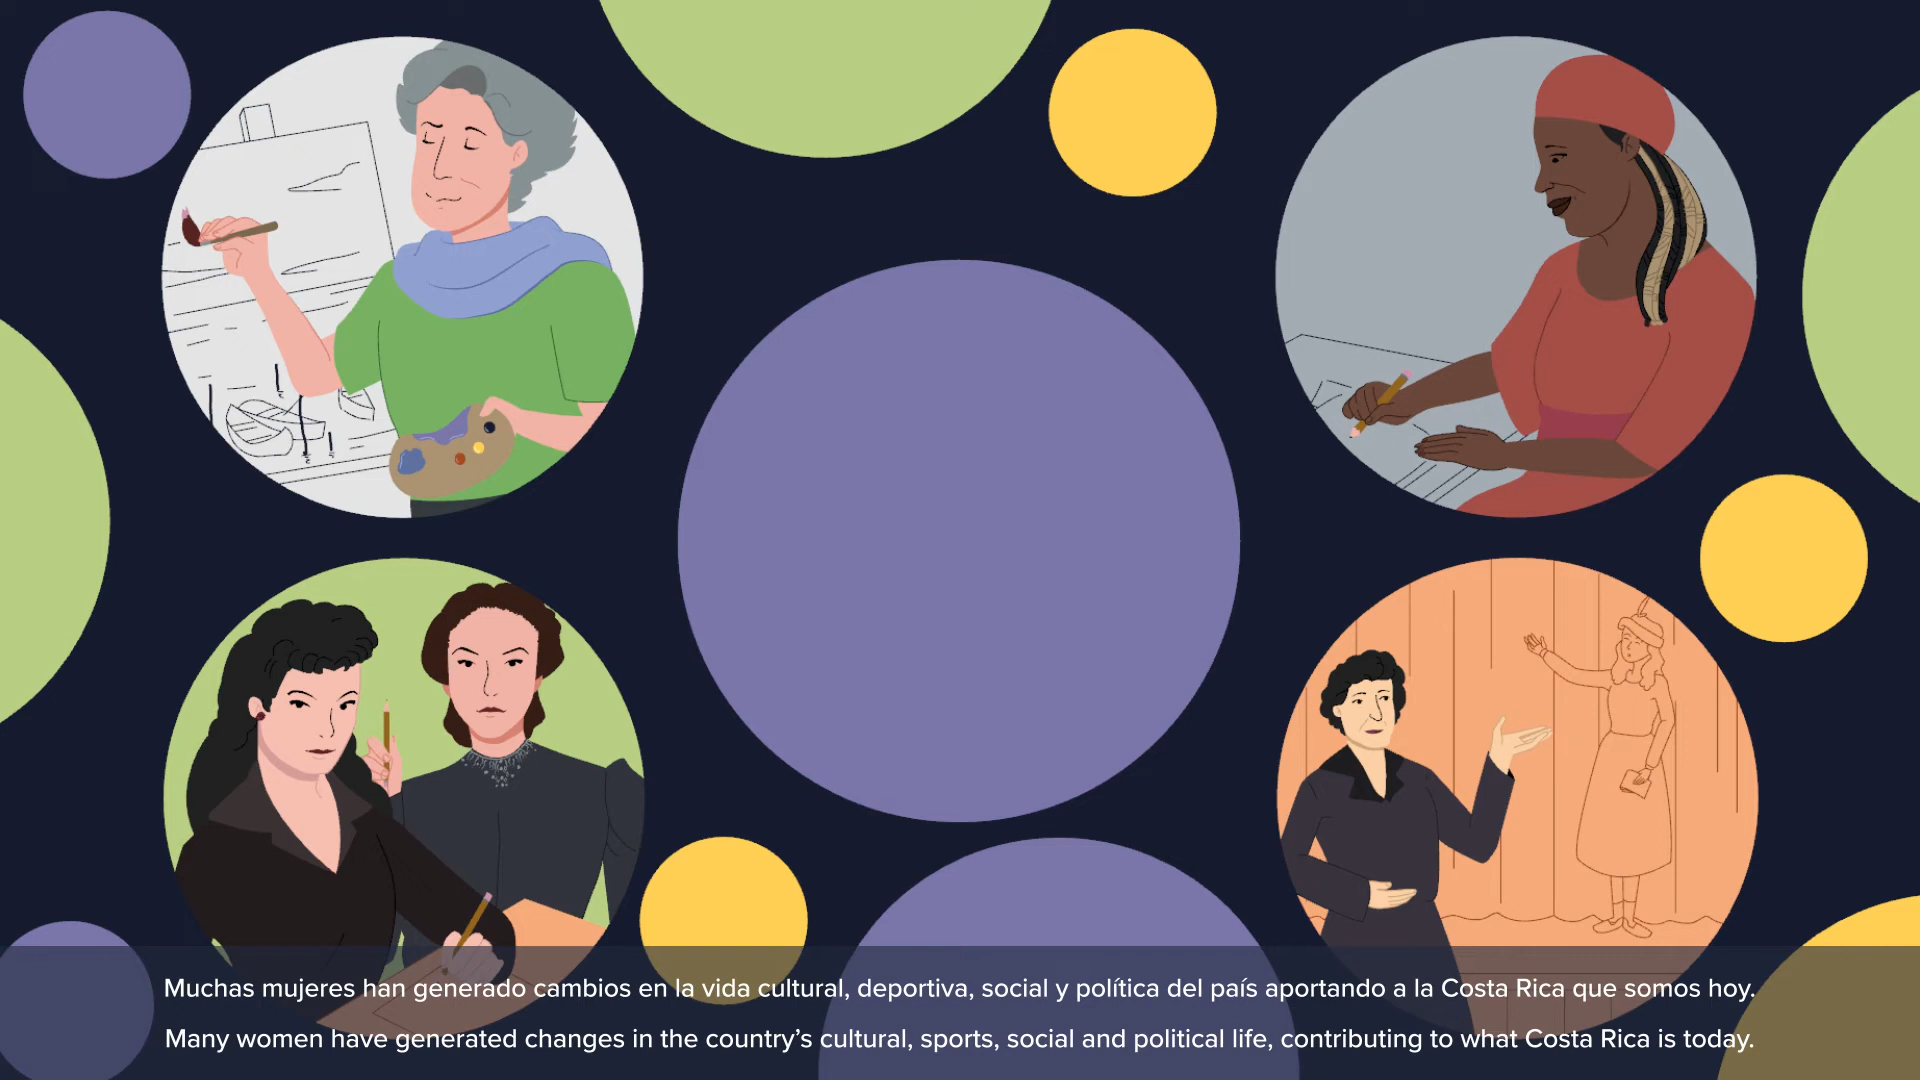 Muchas mujeres han generado cambios en la vida cultural, deportiva, social y política del país aportando a la Costa Rica que somos hoy.
Many women have generated changes in the country’s cultural, sports, social and political life, contributing to what Costa Rica is today.